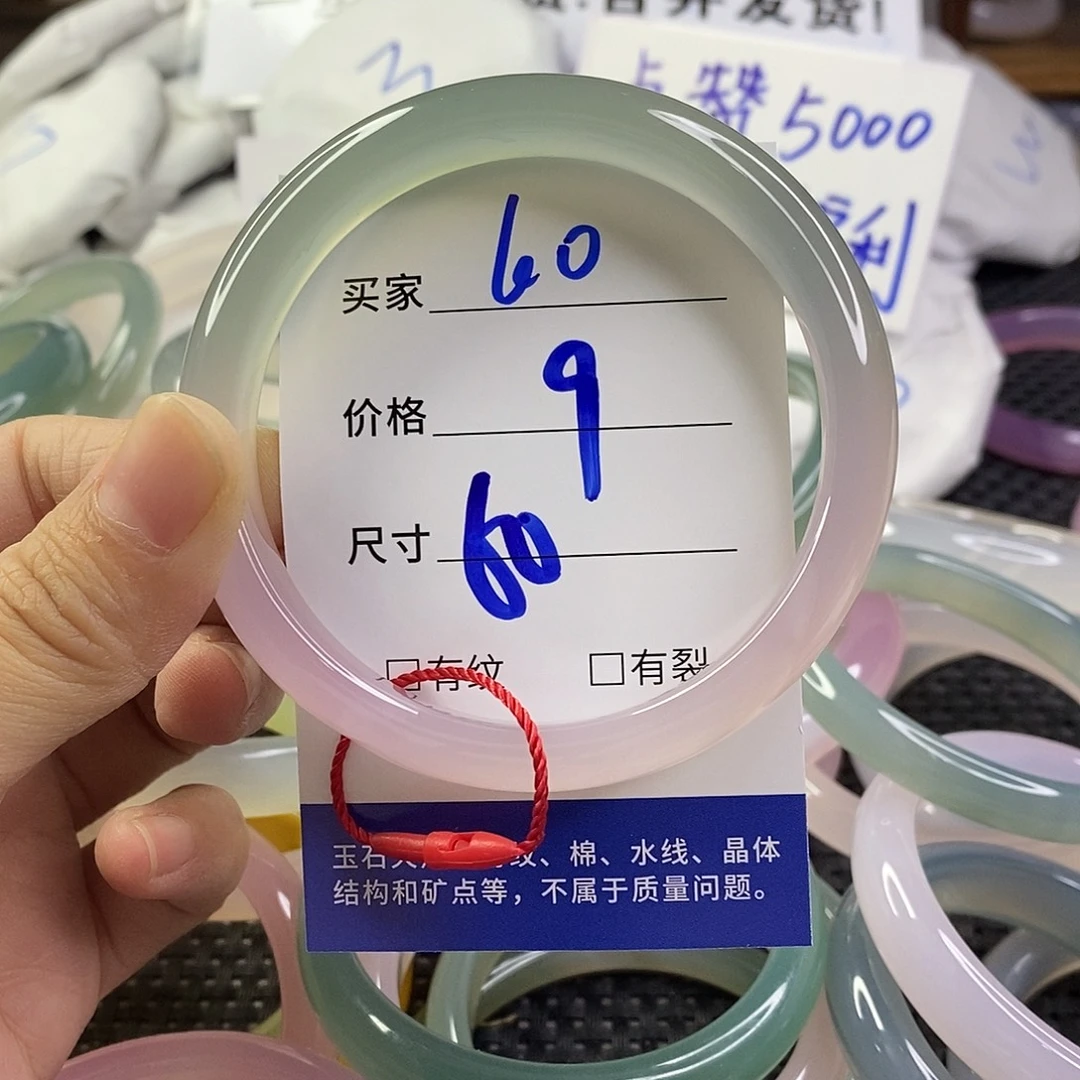 赞5000
利
买家 60
价格 9
尺寸 60
□有纹 □有裂
玉石 纹、棉、水线、晶体
结构和矿点等，不属于质量问题。